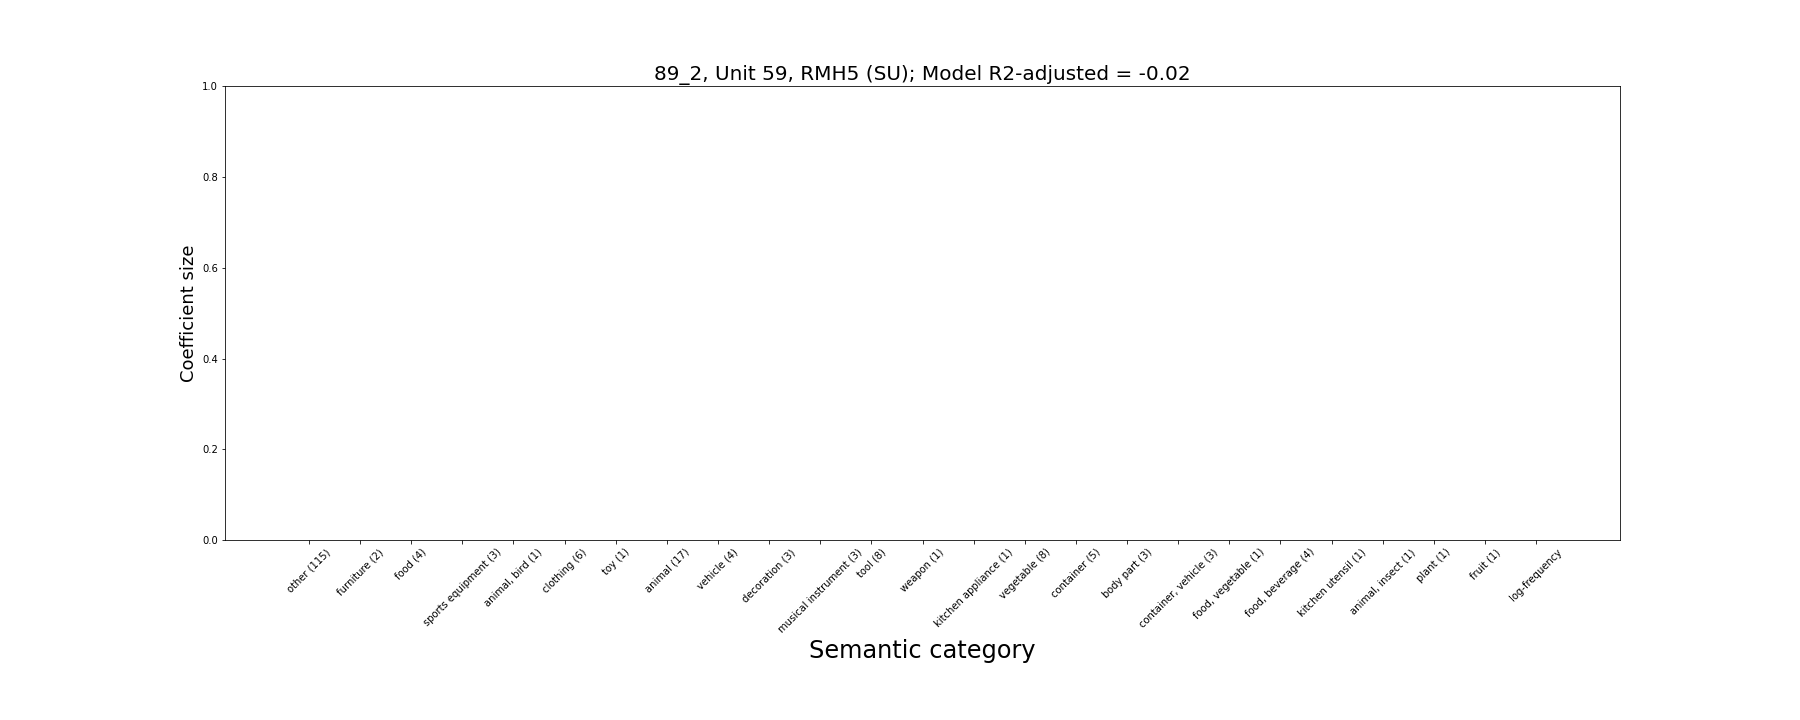 89_2, Unit 59, RMH5 (SU); Model R2-adjusted = -0.02
1.0
0.8
0.6
0.4
0.2
0.0
Coefficient size
other (115)
furniture (2)
food (4)
sports equipment (3)
animal, bird (1)
clothing (6)
toy (1)
animal (17)
vehicle (4)
decoration (3)
musical instrument (3)
tool (8)
weapon (1)
kitchen appliance (1)
vegetable (8)
container (5)
body part (3)
container, vehicle (3)
food, vegetable (1)
food, beverage (4)
kitchen utensil (1)
animal, insect (1)
plant (1)
fruit (1)
log-frequency
Semantic category